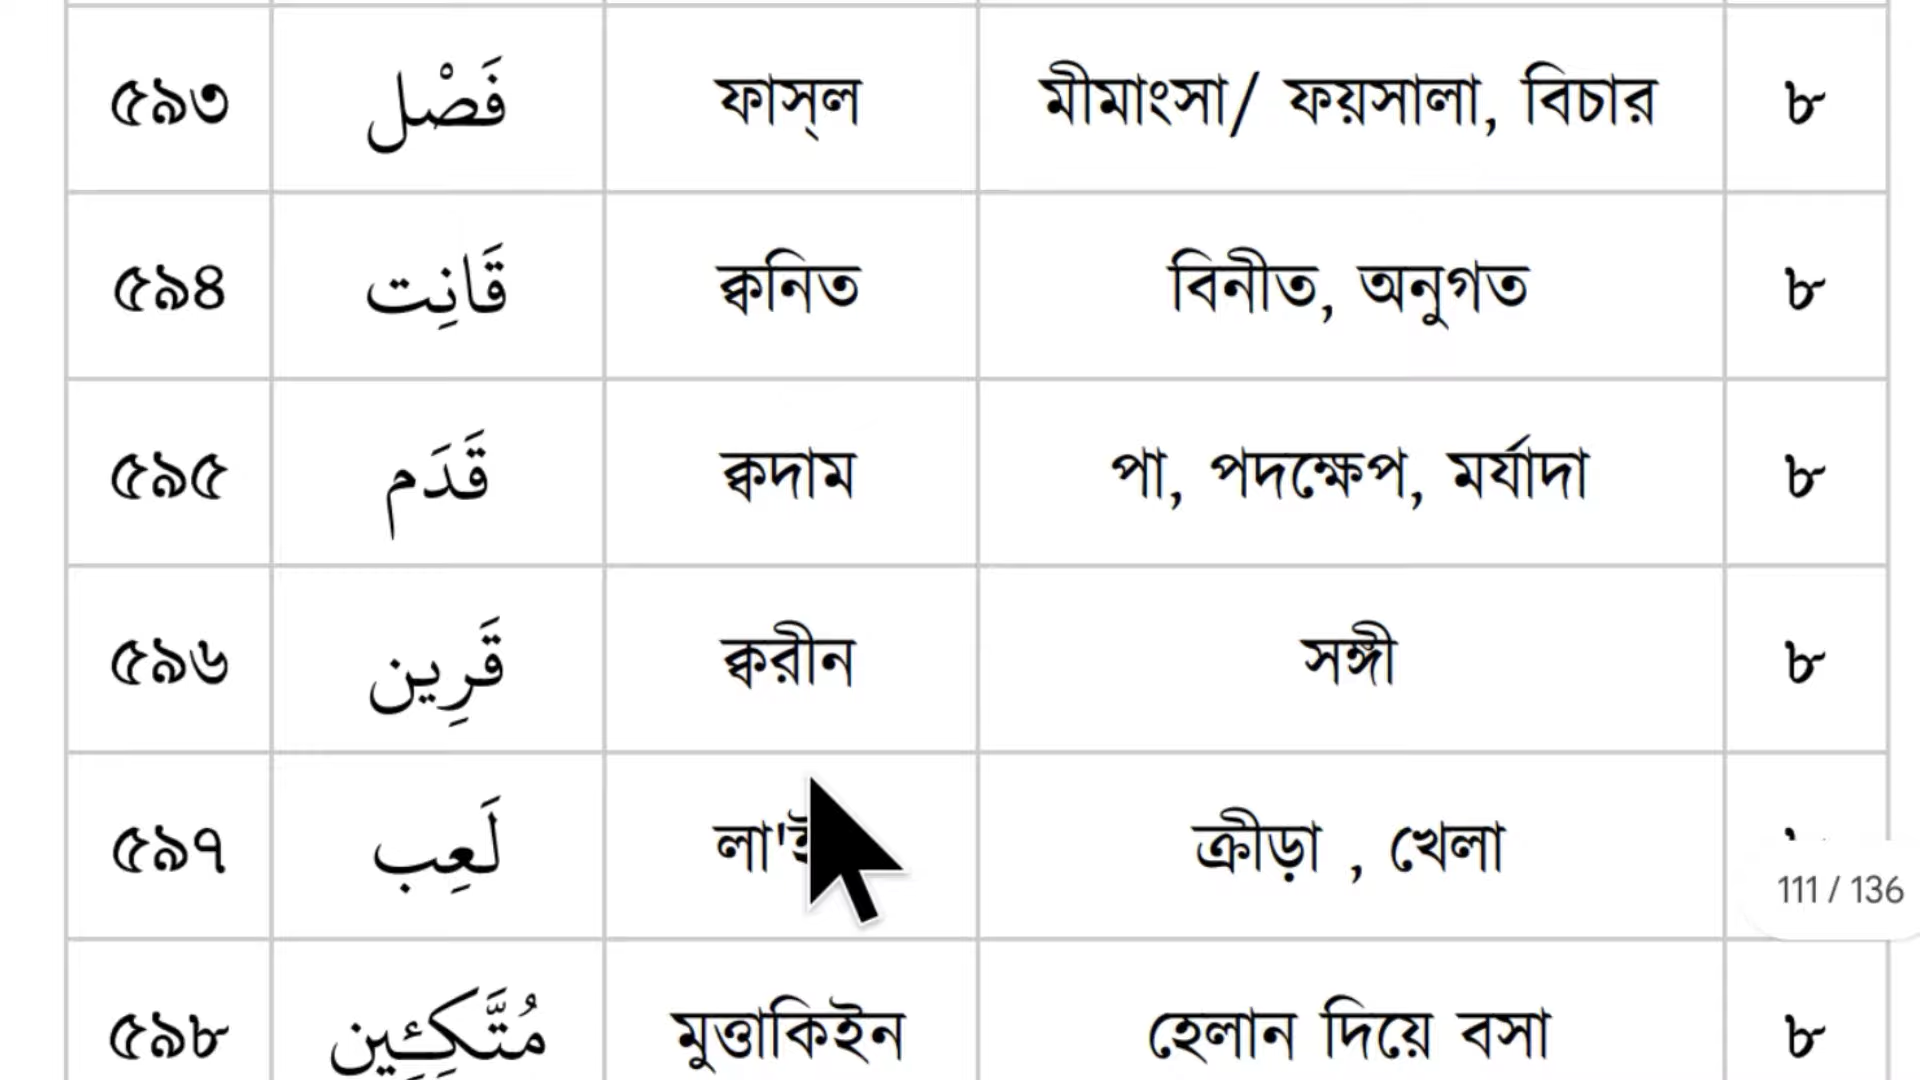 ৫৯৩ فَصْل ফাস্‌ল মীমাংসা/ ফয়সালা, বিচার ৮
৫৯৪ قَانِت ক্বনিত বিনীত, অনুগত ৮
৫৯৫ قَدَم ক্বদাম পা, পদক্ষেপ, মর্যাদা ৮
৫৯৬ قَرِين ক্বরীন সঙ্গী ৮
৫৯৭ لَعِب ক্রীড়া , খেলা
111 / 136
৫৯৮ مُتَّكِئِين মুত্তাকিইন হেলান দিয়ে বসা ৮